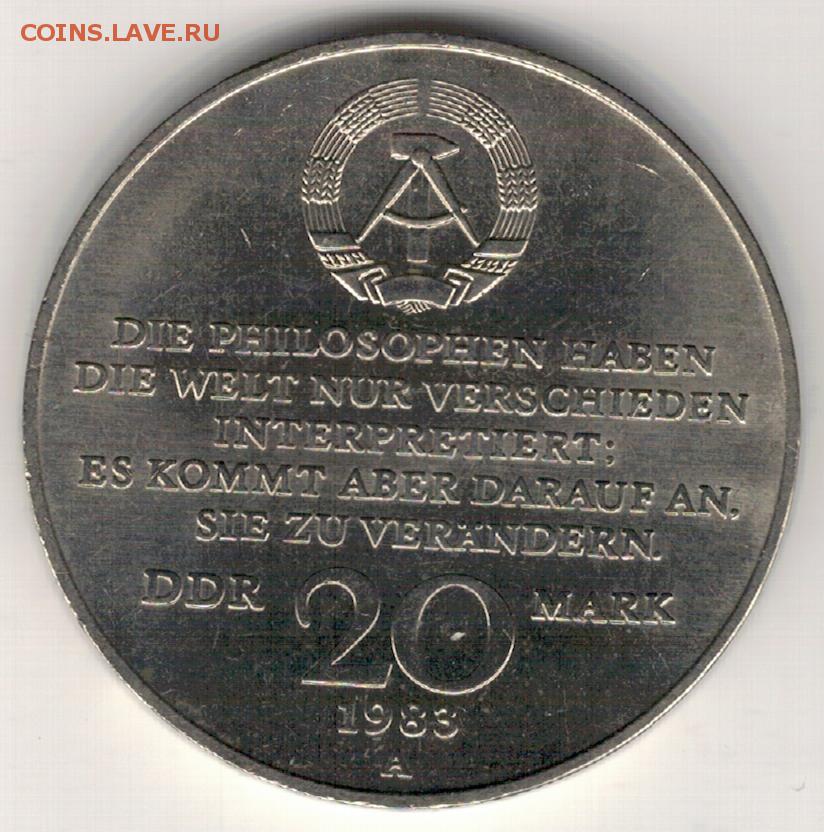 COINS.LAVE.RU
DIE PHILOSOPHEN HABEN
DIE WELT NUR VERSCHIEDEN
INTERPRETIERT;
ES KOMMT ABER DARAUF AN,
SIE ZU VERÄNDERN.
DDR 20 MARK
1983
A